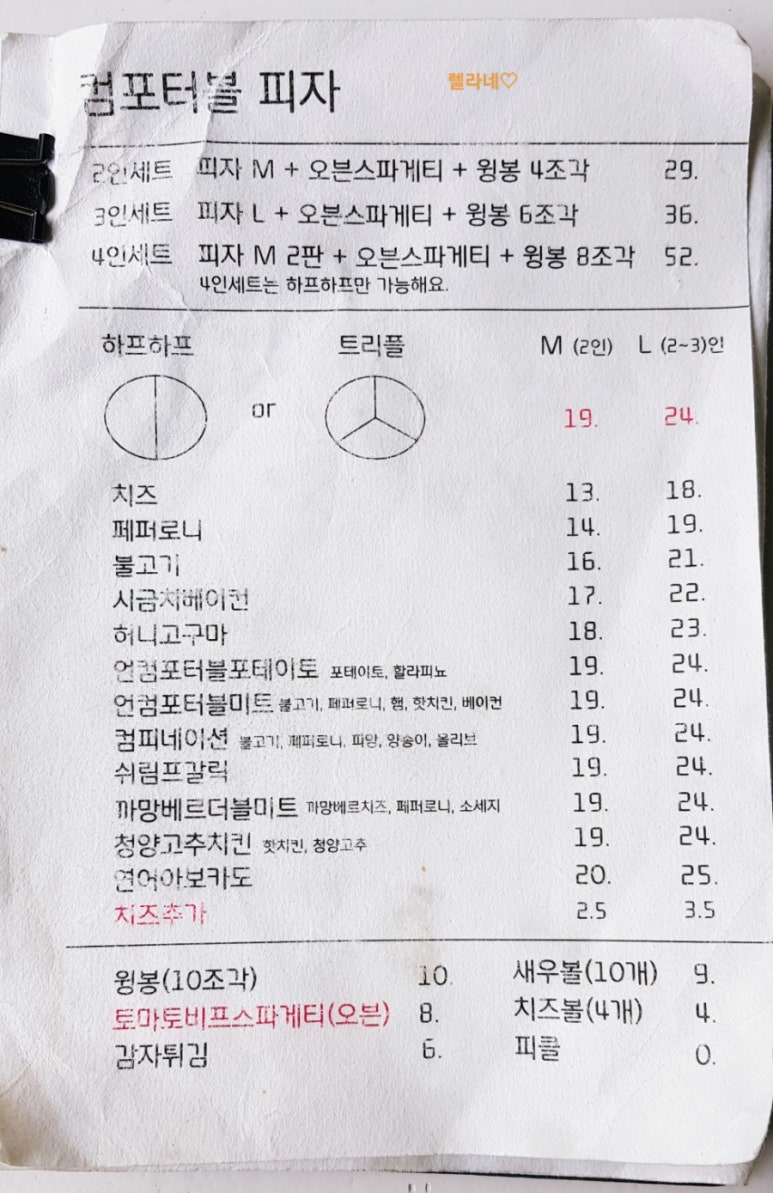 컴포터블 피자
렐라네♡
2인세트 피자 M + 오븐스파게티 + 윙봉 4조각 29.
3인세트 피자 L + 오븐스파게티 + 윙봉 6조각 36.
4인세트 피자 M 2판 + 오븐스파게티 + 윙봉 8조각 52.
4인세트는 하프하프만 가능해요.
하프하프 트리플 M (2인) L (2~3)인
or 19. 24.
치즈 13. 18.
페퍼로니 14. 19.
불고기 16. 21.
시금치베이컨 17. 22.
허니고구마 18. 23.
언컴포터블포테이토 포테이토, 할라피뇨 19. 24.
언컴포터블미트 불고기, 페퍼로니, 햄, 핫치킨, 베이컨 19. 24.
컴피네이션 불고기, 페퍼로니, 피망, 양송이, 올리브 19. 24.
쉬림프갈릭 19. 24.
까망베르더블미트 까망베르치즈, 페퍼로니, 소세지 19. 24.
청양고추치킨 핫치킨, 청양고추 19. 24.
연어아보카도 20. 25.
치즈추가 2.5 3.5
윙봉(10조각) 10. 새우볼(10개) 9.
토마토비프스파게티(오븐) 8. 치즈볼(4개) 4.
감자튀김 6. 피클 0.